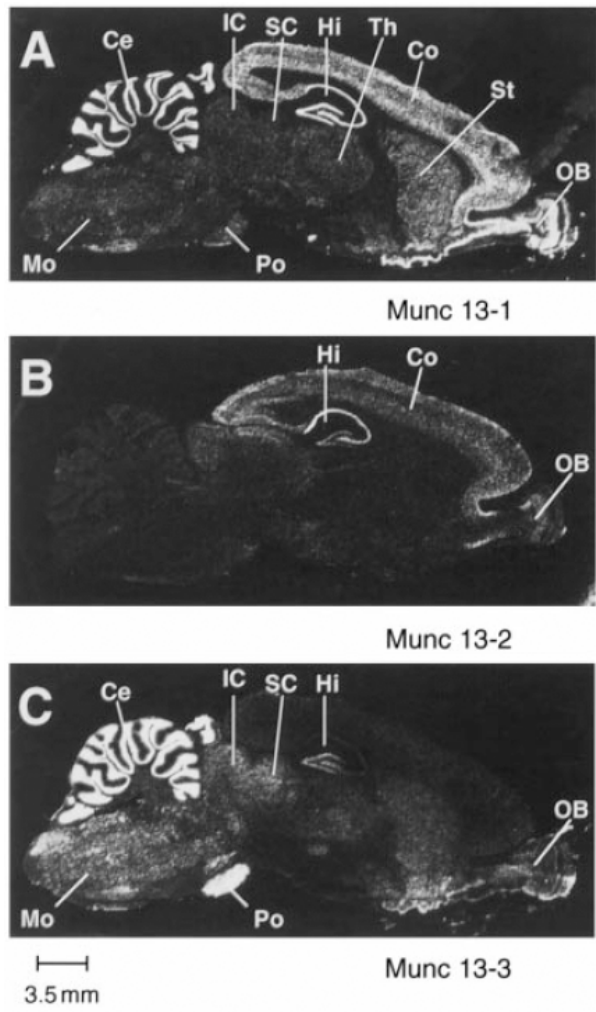 A
Ce
IC SC Hi Th
Co
St
OB
Mo
Po
Munc 13-1
B
Hi Co
OB
Munc 13-2
C
Ce
IC SC Hi
OB
Mo
Po
Munc 13-3
3.5 mm